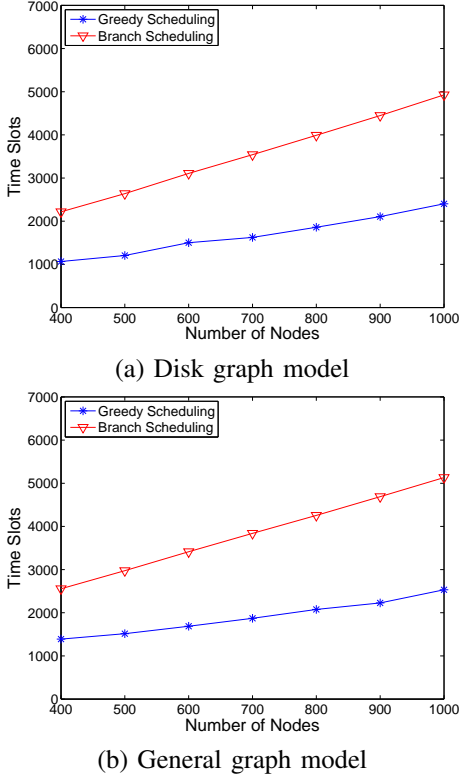 7000
Greedy Scheduling
Branch Scheduling
6000
5000
4000
3000
2000
1000
0
Time Slots
400 500 600 700 800 900 1000
Number of Nodes
(a) Disk graph model
7000
Greedy Scheduling
Branch Scheduling
6000
5000
4000
3000
2000
1000
0
Time Slots
400 500 600 700 800 900 1000
Number of Nodes
(b) General graph model